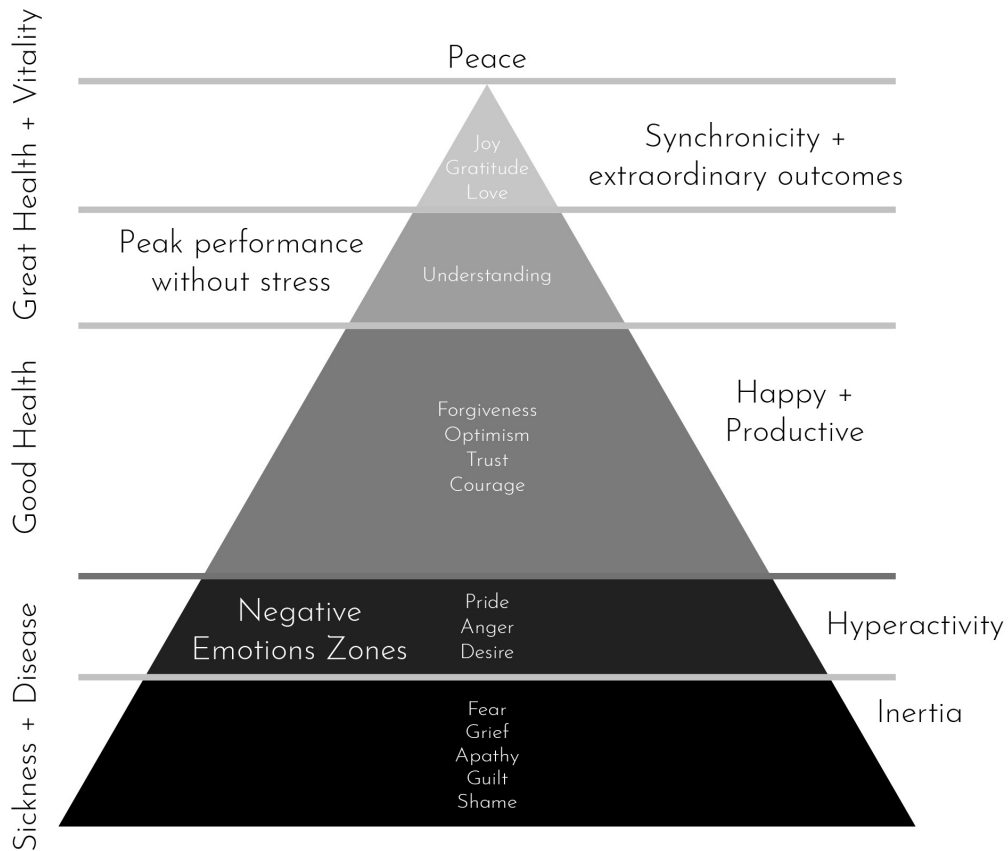 Peace
Great Health + Vitality
Joy
Gratitude
Love
Synchronicity +
extraordinary outcomes
Peak performance
without stress
Understanding
Good Health
Forgiveness
Optimism
Trust
Courage
Happy +
Productive
Sickness + Disease
Negative
Emotions Zones
Pride
Anger
Desire
Hyperactivity
Fear
Grief
Apathy
Guilt
Shame
Inertia